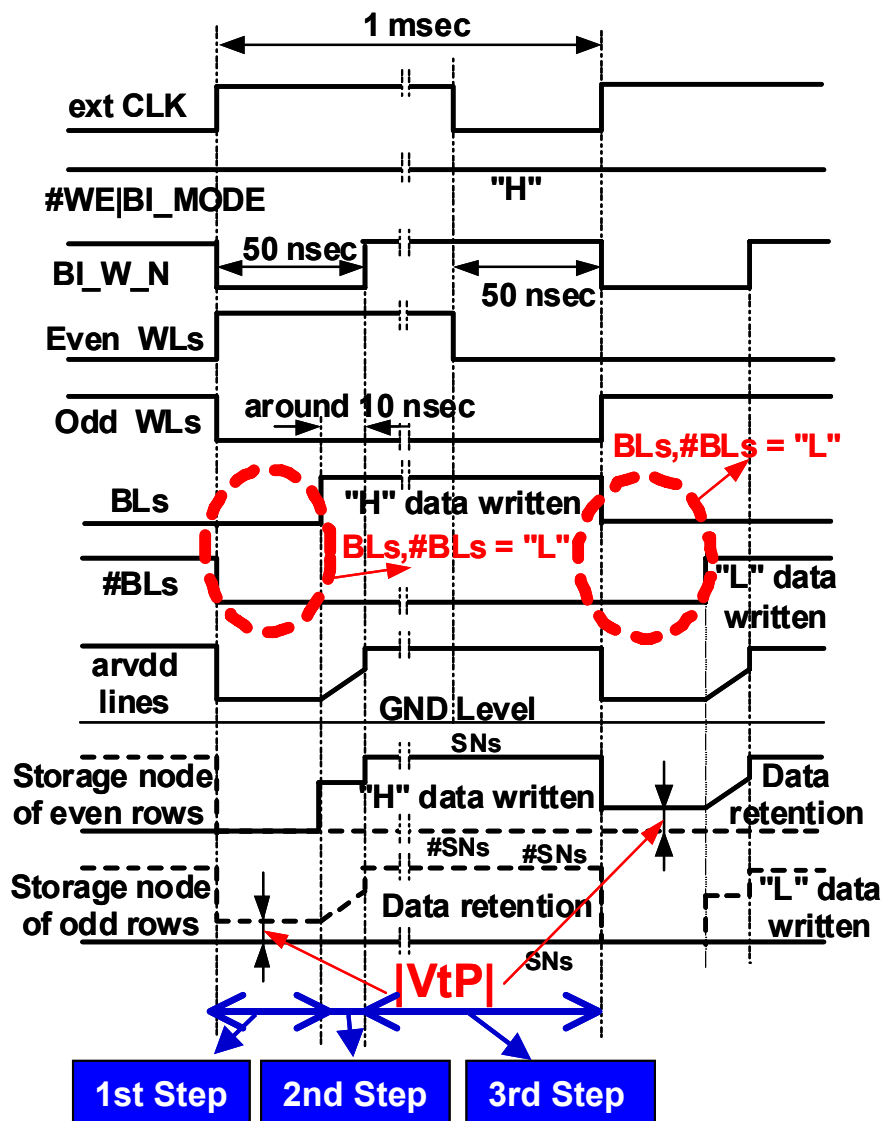 1 msec
ext CLK
#WE|BI_MODE
"H"
BI_W_N
50 nsec
50 nsec
Even WLs
Odd WLs
around 10 nsec
BLs,#BLs = "L"
BLs
"H" data written
BLs,#BLs = "L"
#BLs
"L" data
written
arvdd
lines
GND Level
SNs
Storage node
of even rows
"H" data written
Data
retention
#SNs
#SNs
Storage node
of odd rows
Data retention
"L" data
written
SNs
|VtP|
1st Step
2nd Step
3rd Step